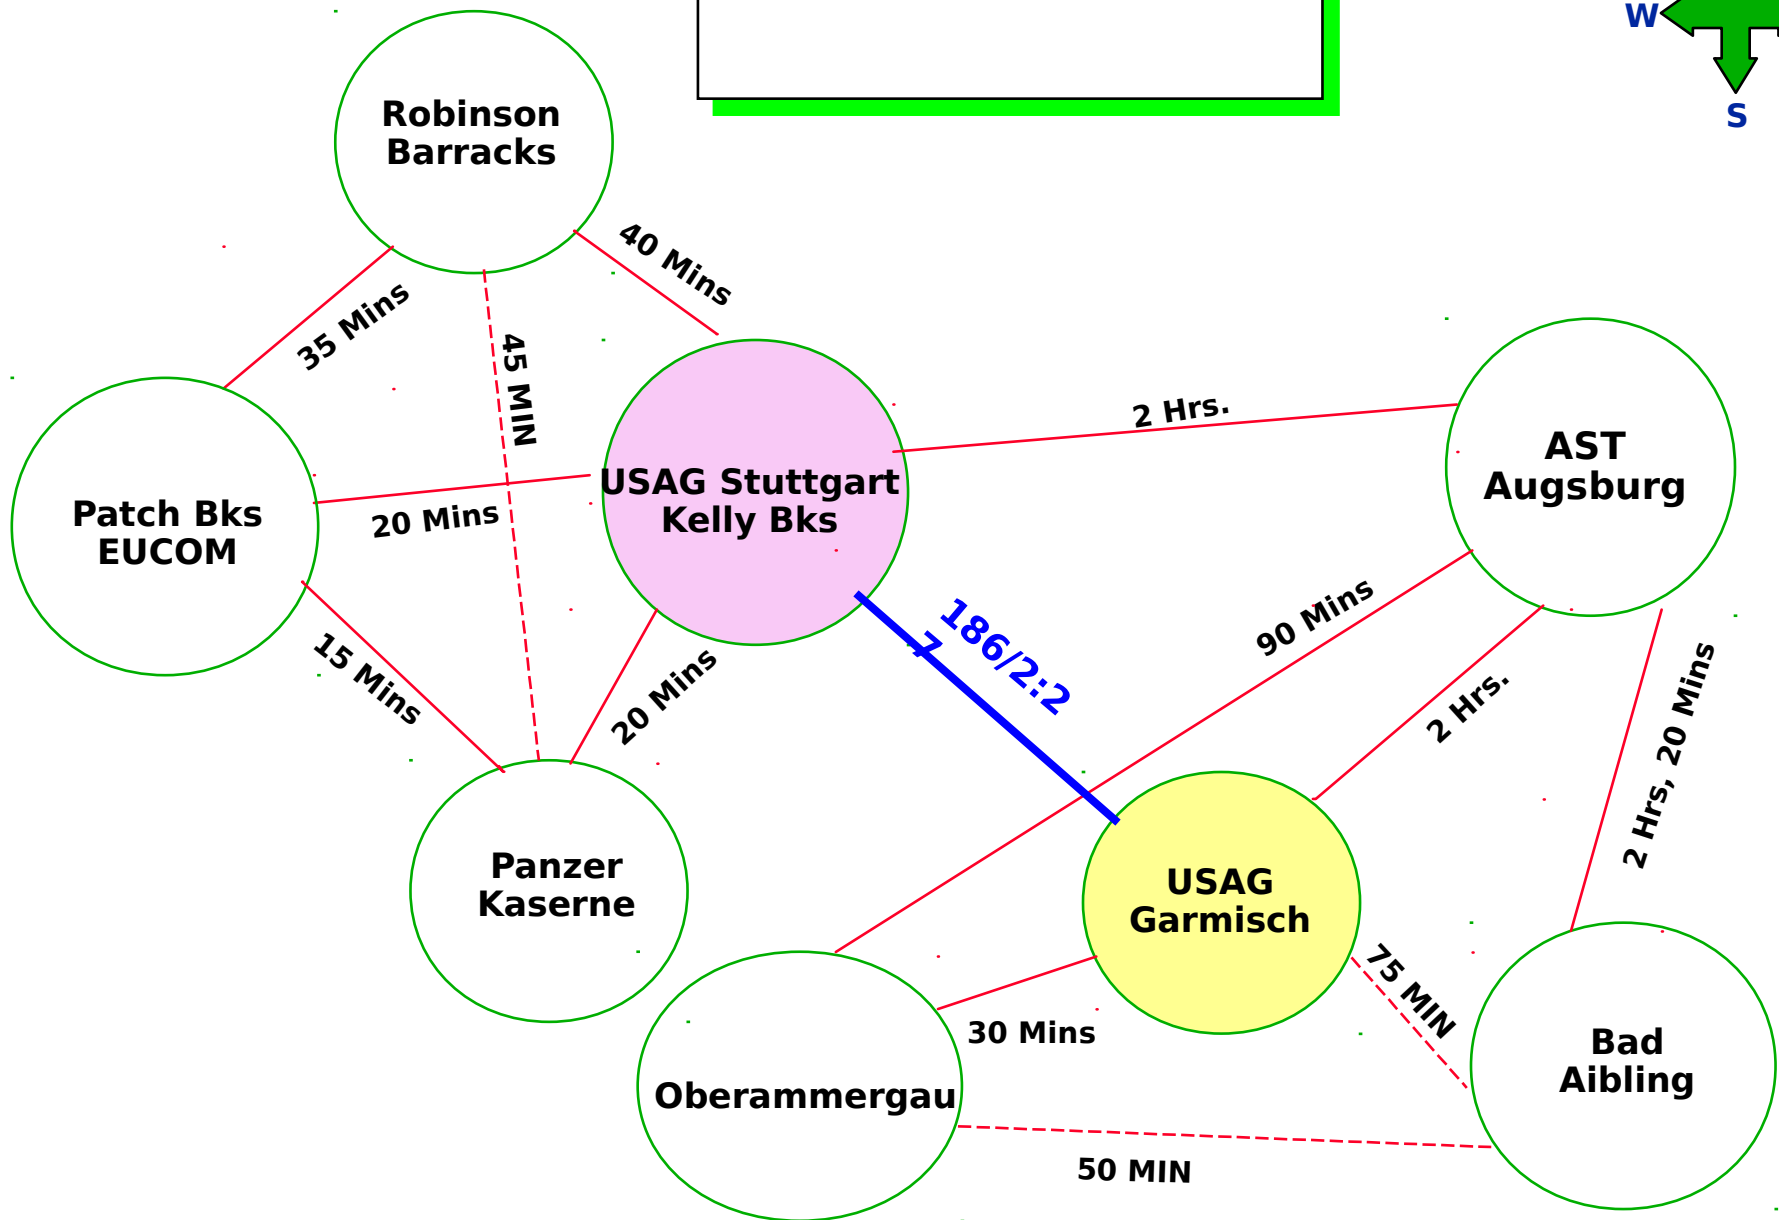 W
S
Robinson
Barracks
40 Mins
35 Mins
45 MIN
2 Hrs.
USAG Stuttgart
Kelly Bks
AST
Augsburg
Patch Bks
EUCOM
20 Mins
15 Mins
20 Mins
186/2:2
7
90 Mins
2 Hrs.
2 Hrs, 20 Mins
Panzer
Kaserne
USAG
Garmisch
75 MIN
30 Mins
Oberammergau
Bad
Aibling
50 MIN